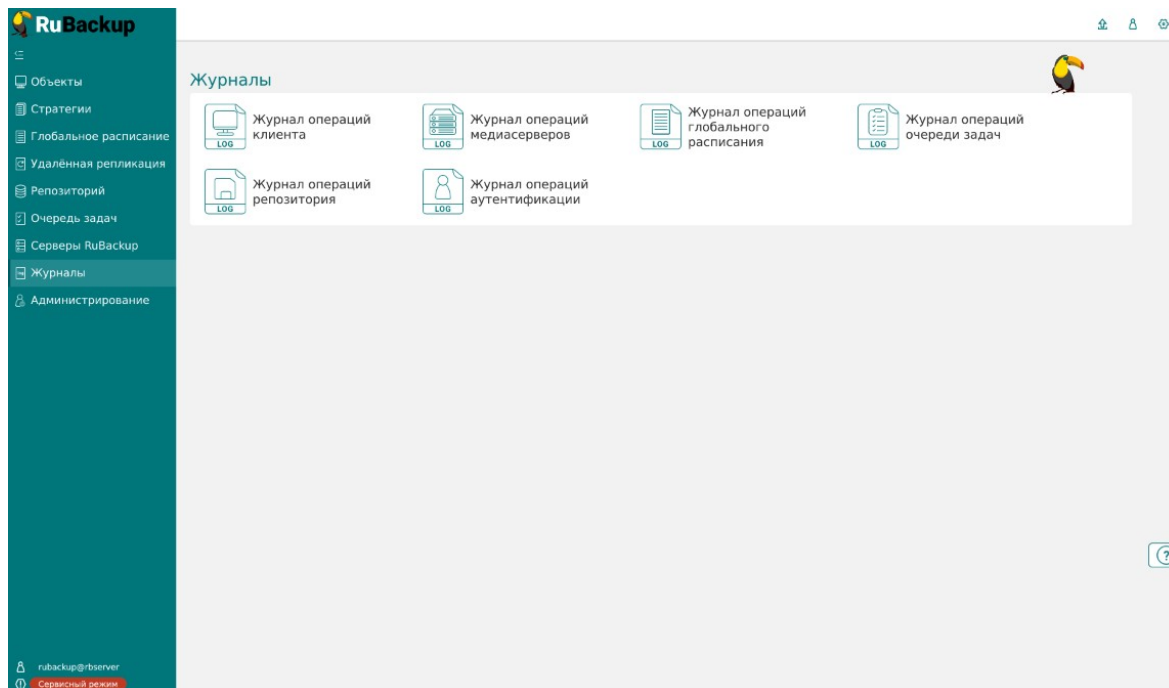 RuBackup
Объекты
Стратегии
Глобальное расписание
Удалённая репликация
Репозиторий
Очередь задач
Серверы RuBackup
Журналы
Администрирование
rubackup@rbserver
Сервисный режим
Журналы
LOG
Журнал операций
клиента
LOG
Журнал операций
медиасерверов
LOG
Журнал операций
глобального
расписания
LOG
Журнал операций
очереди задач
LOG
Журнал операций
репозитория
LOG
Журнал операций
аутентификации
?